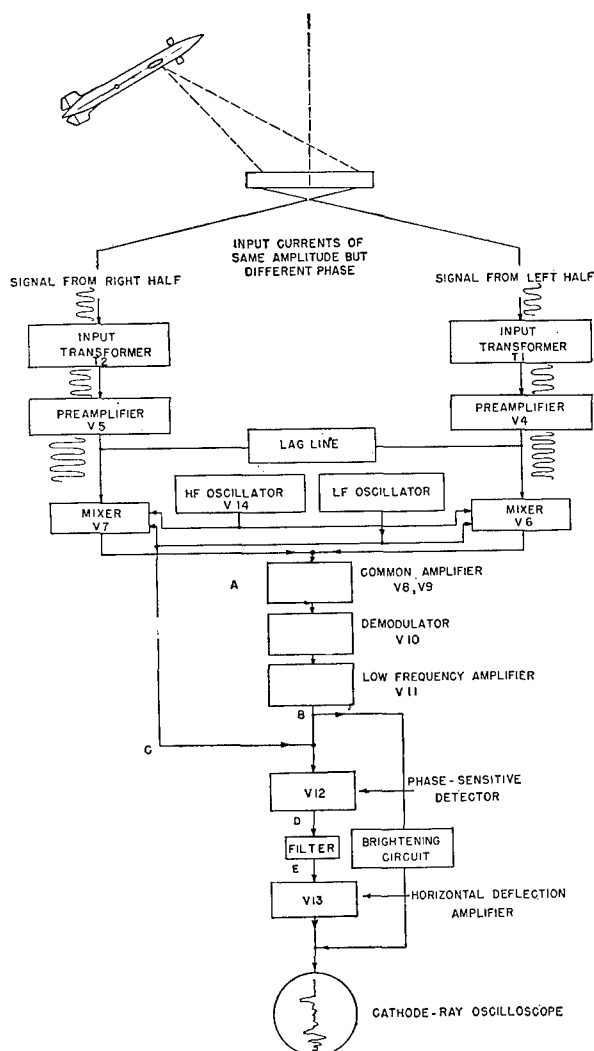 INPUT CURRENTS OF
SAME AMPLITUDE BUT
DIFFERENT PHASE
SIGNAL FROM RIGHT HALF
SIGNAL FROM LEFT HALF
INPUT
TRANSFORMER
T2
INPUT
TRANSFORMER
T1
PREAMPLIFIER
V5
PREAMPLIFIER
V4
LAG LINE
HF OSCILLATOR
V14
LF OSCILLATOR
MIXER
V7
MIXER
V6
A
COMMON AMPLIFIER
V8,V9
DEMODULATOR
V10
LOW FREQUENCY AMPLIFIER
V11
B
C
V12
PHASE-SENSITIVE
DETECTOR
D
FILTER
BRIGHTENING
CIRCUIT
E
V13
HORIZONTAL DEFLECTION
AMPLIFIER
CATHODE-RAY OSCILLOSCOPE